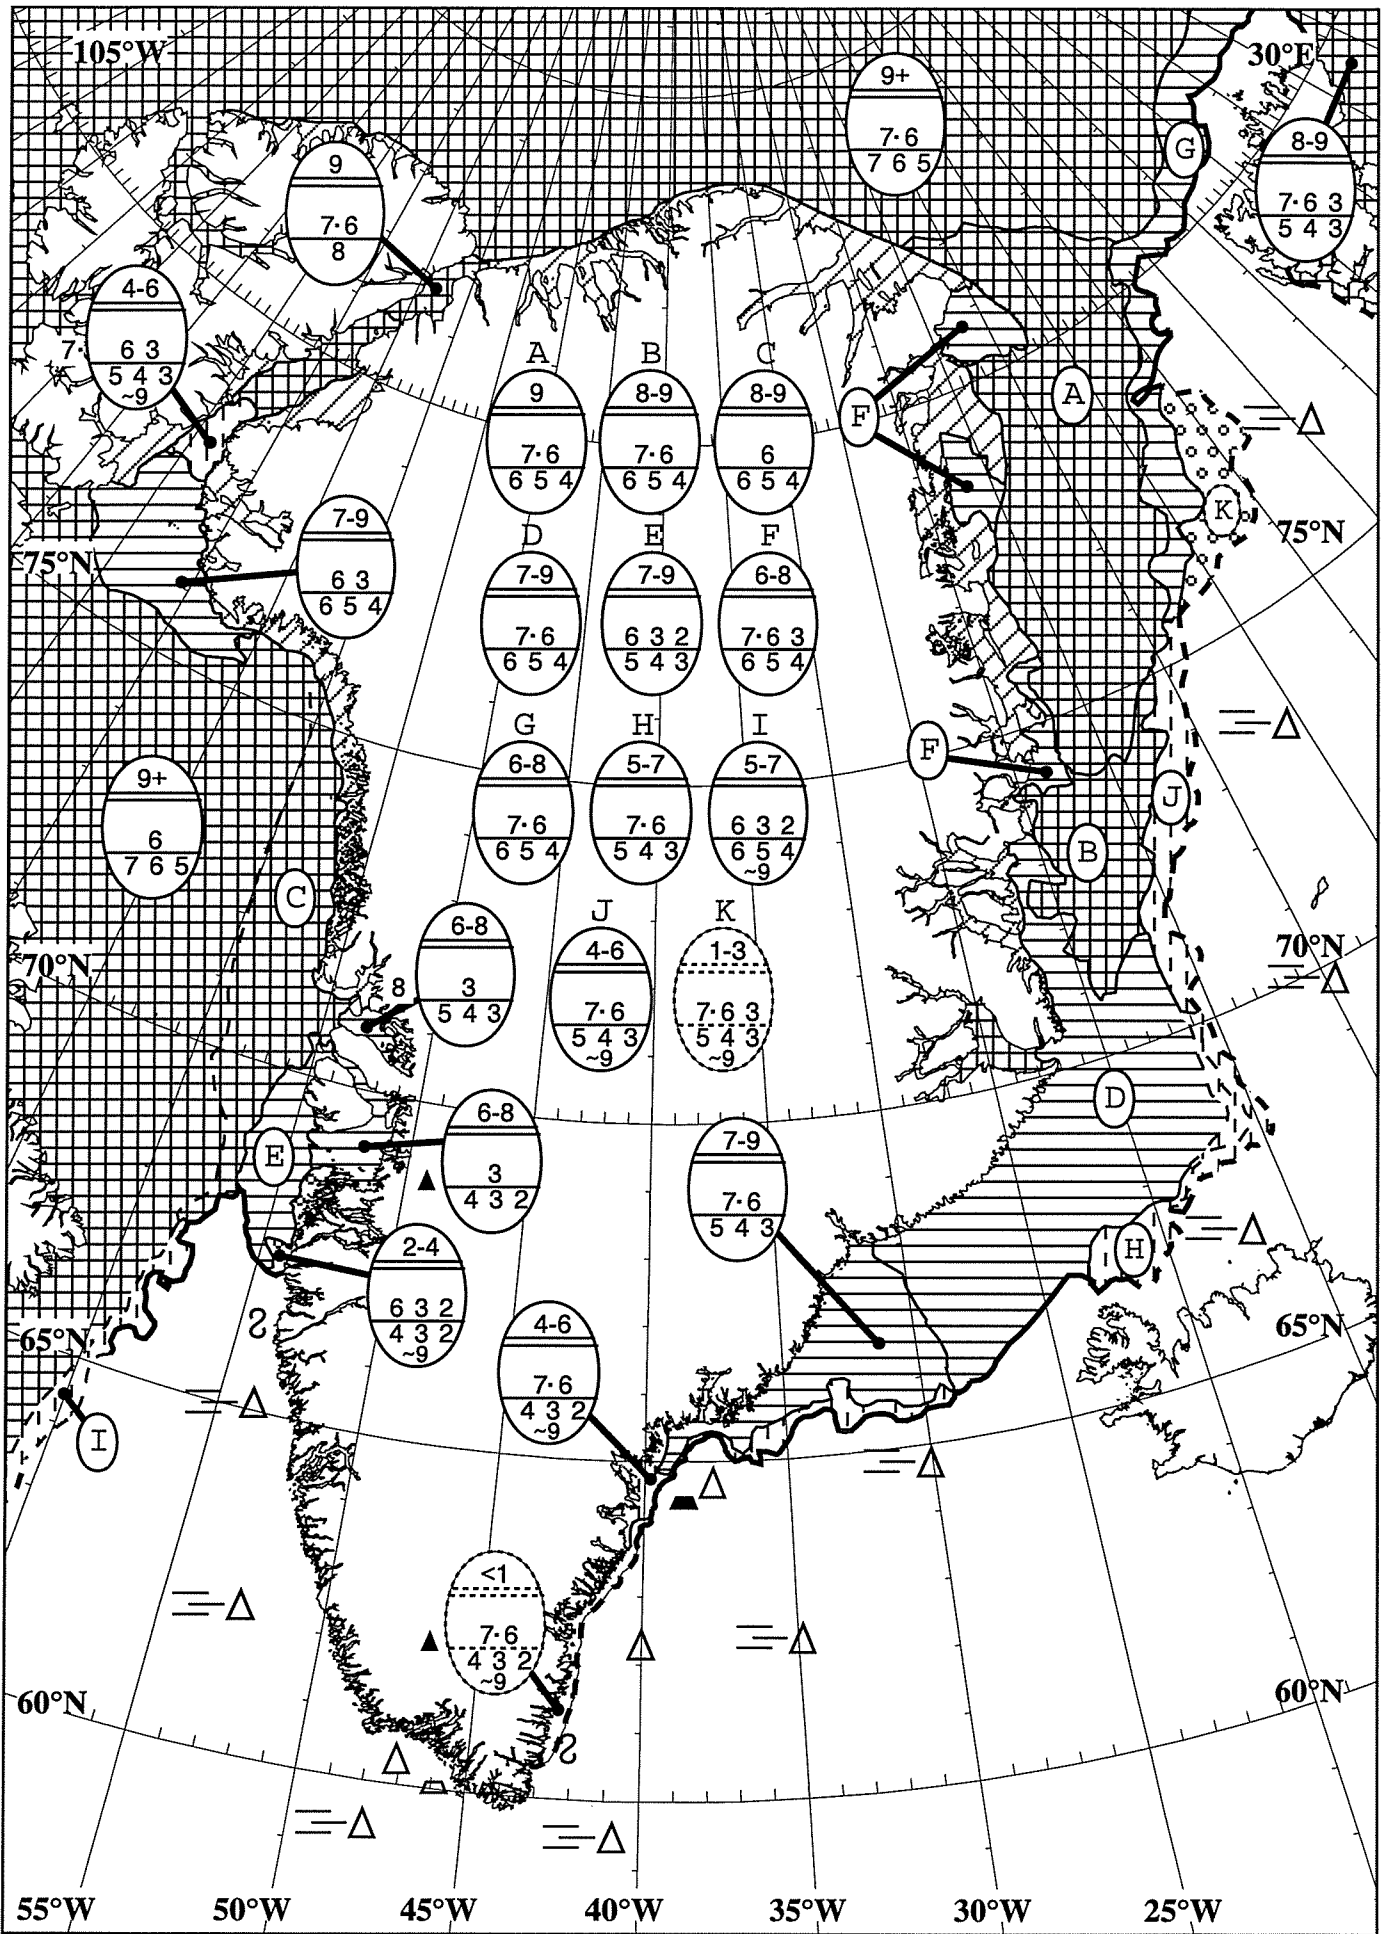 105°W
30°E
9+
7·6
7 6 5
G
8-9
7·6 3
5 4 3
9
7·6
8
4-6
7·
6 3
5 4 3
~9
A
B
C
9
7·6
6 5 4
8-9
7·6
6 5 4
8-9
6
6 5 4
F
A
K
75°N
75°N
7-9
6 3
6 5 4
D
E
F
7-9
7·6
6 5 4
7-9
6 3 2
5 4 3
6-8
7·6 3
6 5 4
G
H
I
6-8
7·6
6 5 4
5-7
7·6
5 4 3
5-7
6 3 2
6 5 4
~9
F
J
B
9+
6
7 6 5
C
70°N
70°N
6-8
8
3
5 4 3
J
K
4-6
7·6
5 4 3
~9
1-3
7·6 3
5 4 3
~9
D
E
6-8
3
4 3 2
7-9
7·6
5 4 3
H
2-4
6 3 2
4 3 2
~9
65°N
65°N
4-6
7·6
4 3 2
~9
I
<1
7·6
4 3 2
~9
60°N
60°N
55°W
50°W
45°W
40°W
35°W
30°W
25°W